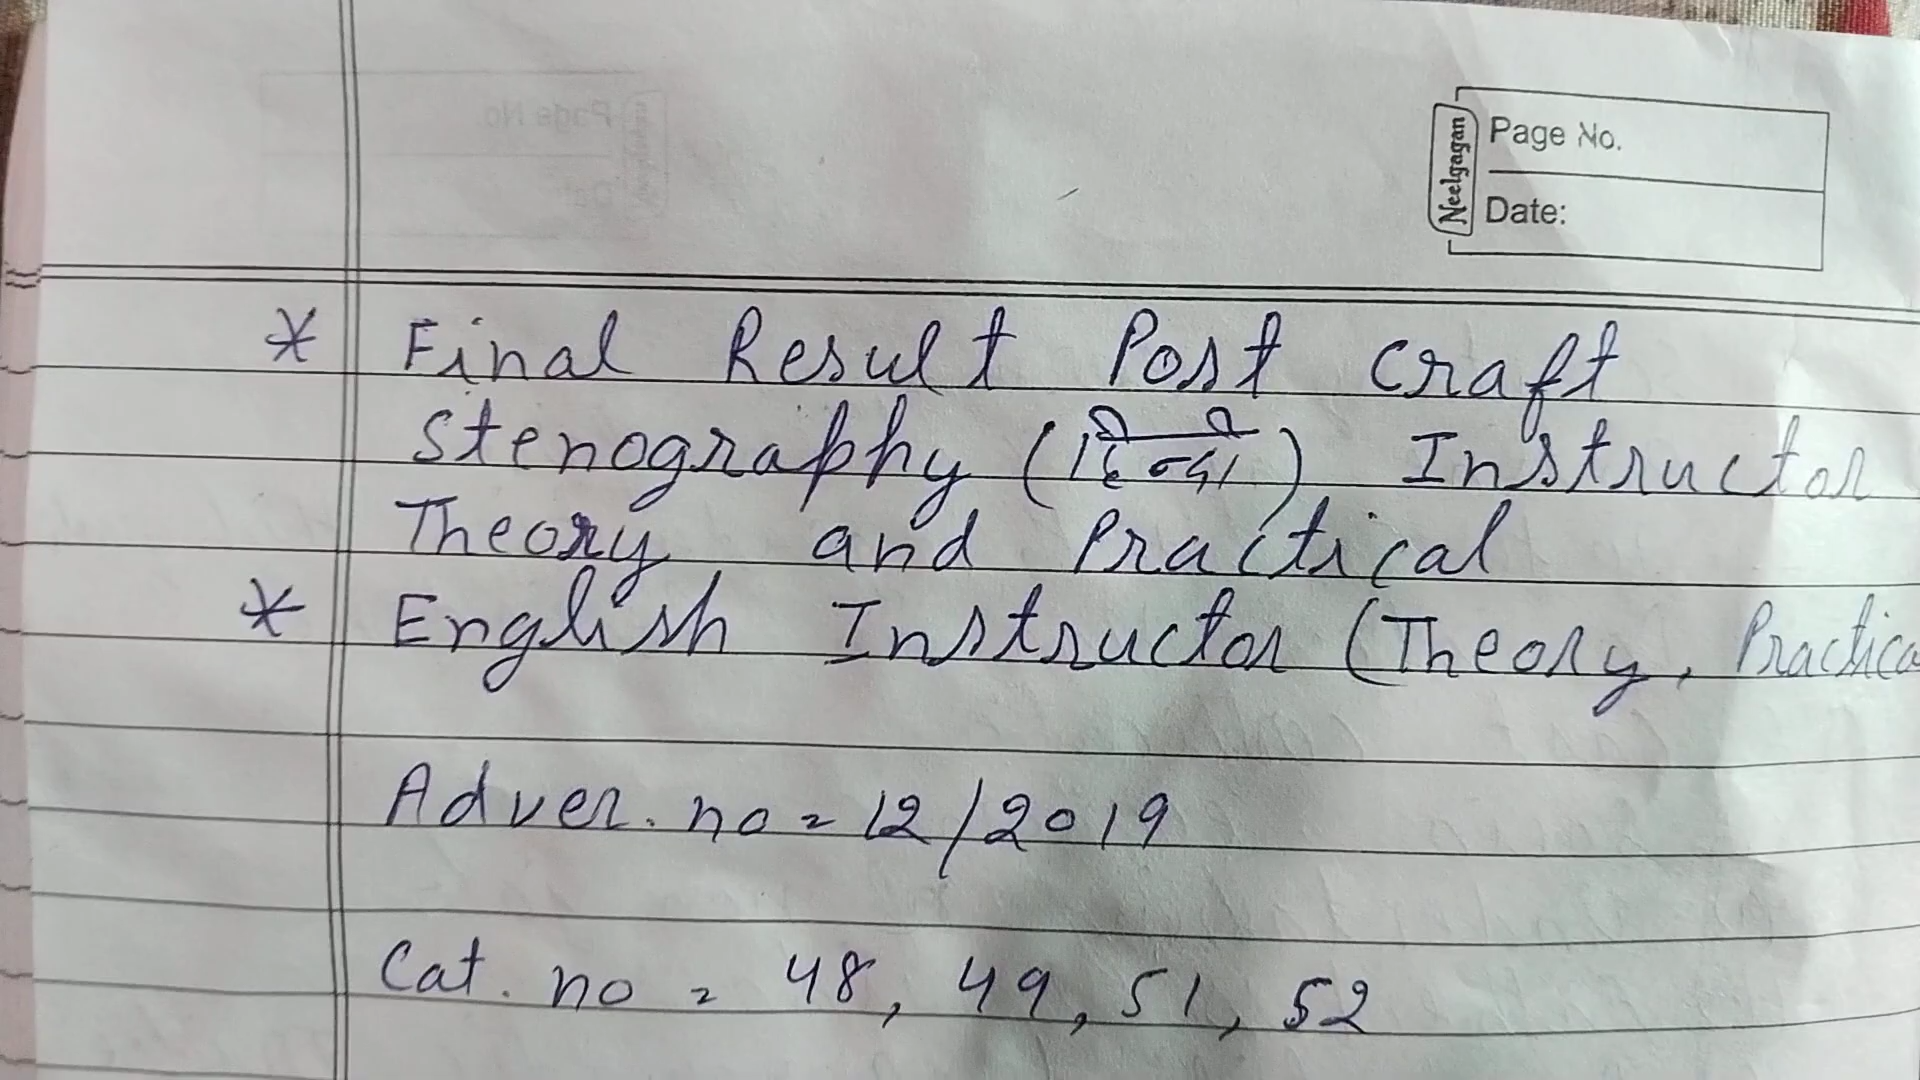 Neelgagan
Page No.
Date:
* Final Result Post Craft
Stenography (हिन्दी) Instructor
Theory and Practical
* English Instructor (Theory, Practica
Adver. no = 12/2019
Cat. no = 48, 49, 51, 52